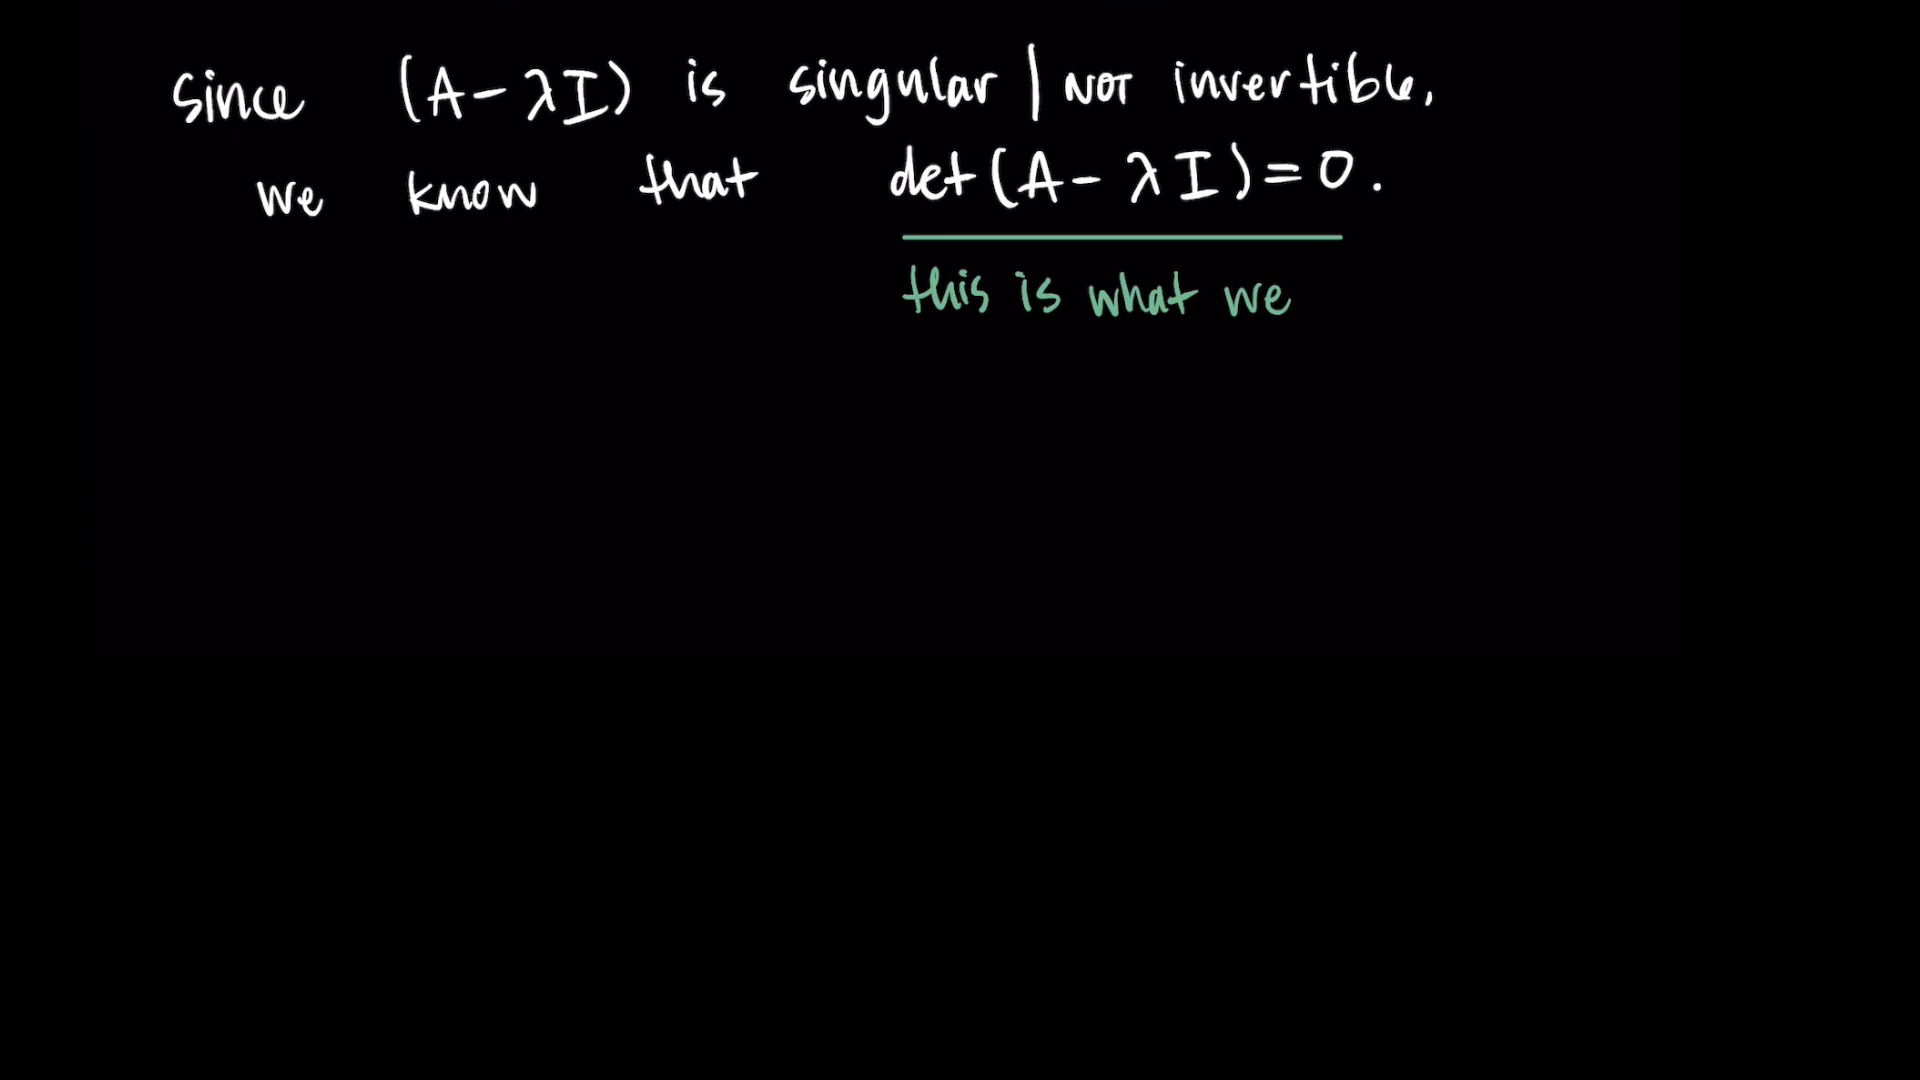 since (A-λI) is singular | NOT invertible,
we know that det(A-λI)=0.
this is what we